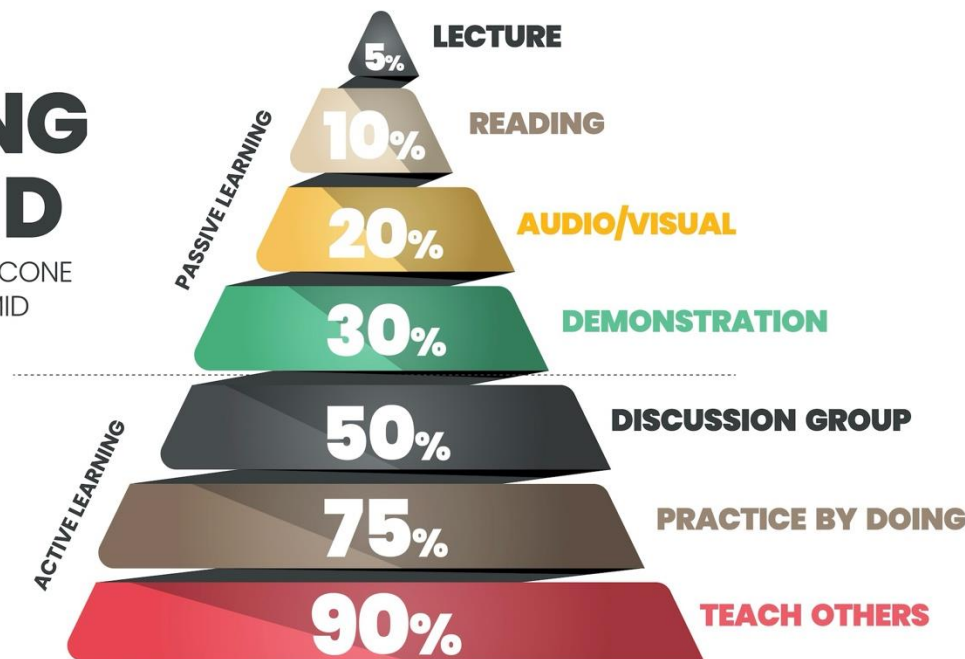 NG
D
CONE
MID
PASSIVE LEARNING
ACTIVE LEARNING
5%
LECTURE
10%
READING
20%
AUDIO/VISUAL
30%
DEMONSTRATION
50%
DISCUSSION GROUP
75%
PRACTICE BY DOING
90%
TEACH OTHERS